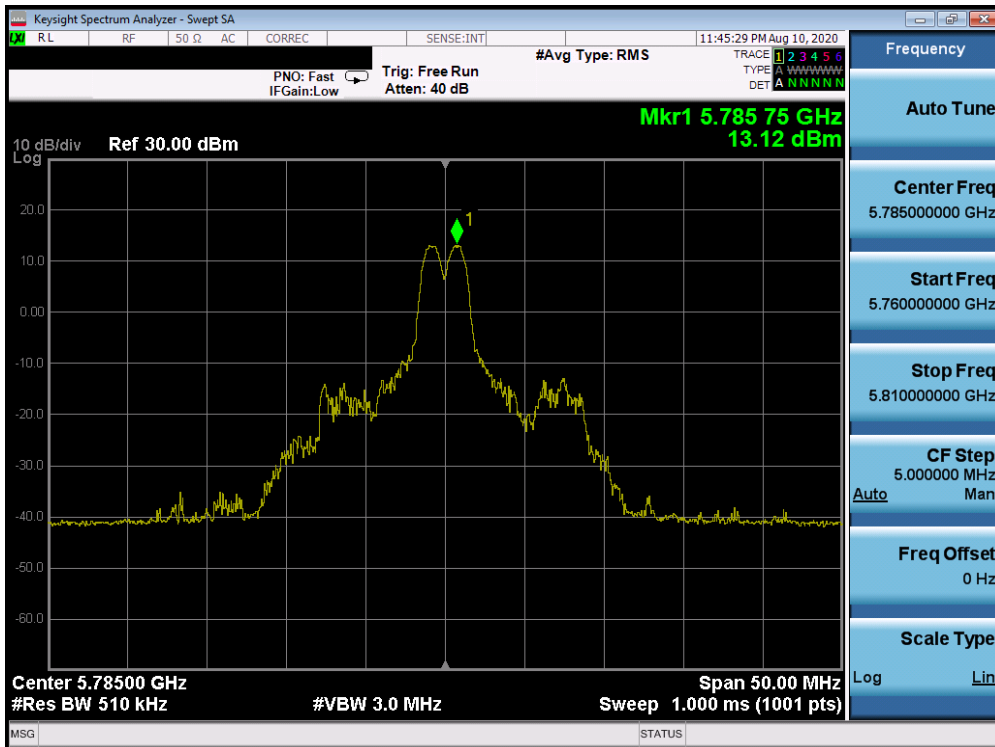 Keysight Spectrum Analyzer - Swept SA
LXI RL RF 50 Ω AC CORREC SENSE:INT 11:45:29 PM Aug 10, 2020
#Avg Type: RMS TRACE 1 2 3 4 5 6
PNO: Fast Trig: Free Run TYPE A WWWWW
IFGain:Low Atten: 40 dB DET A N N N N N
Mkr1 5.785 75 GHz
13.12 dBm
10 dB/div Ref 30.00 dBm
Log
1
20.0
10.0
0.00
-10.0
-20.0
-30.0
-40.0
-50.0
-60.0
Center 5.78500 GHz Span 50.00 MHz
#Res BW 510 kHz #VBW 3.0 MHz Sweep 1.000 ms (1001 pts)
MSG STATUS
Frequency
Auto Tune
Center Freq
5.785000000 GHz
Start Freq
5.760000000 GHz
Stop Freq
5.810000000 GHz
CF Step
5.000000 MHz
Auto Man
Freq Offset
0 Hz
Scale Type
Log Lin